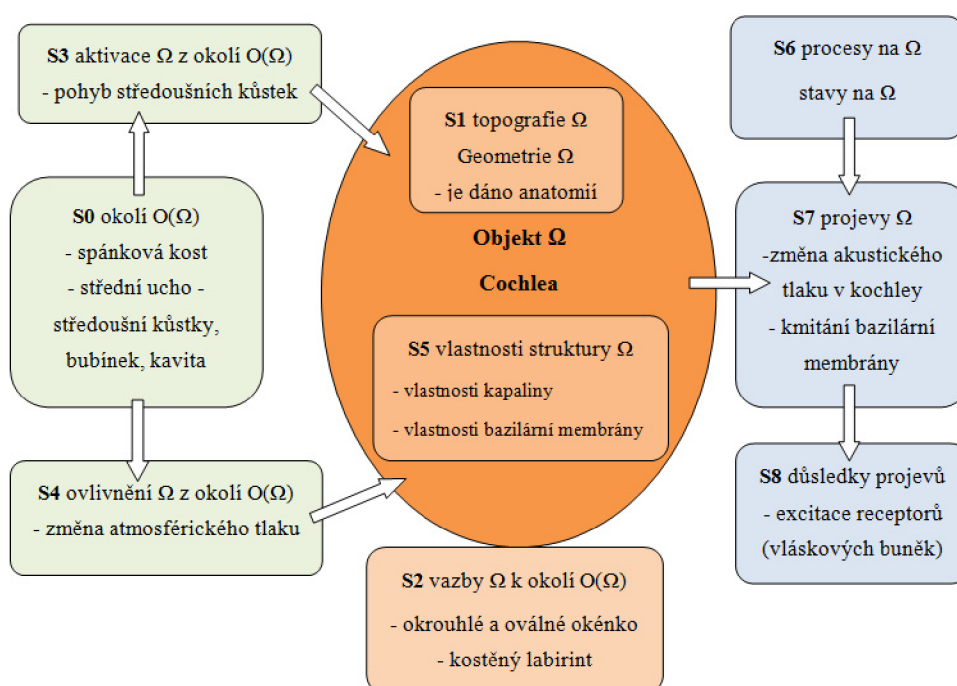 S3 aktivace Ω z okolí O(Ω)
- pohyb středoušních kůstek
S0 okolí O(Ω)
- spánková kost
- střední ucho -
středoušní kůstky,
bubínek, kavita
S4 ovlivnění Ω z okolí O(Ω)
- změna atmosférického tlaku
S1 topografie Ω
Geometrie Ω
- je dáno anatomií
Objekt Ω
Cochlea
S5 vlastnosti struktury Ω
- vlastnosti kapaliny
- vlastnosti bazilární membrány
S2 vazby Ω k okolí O(Ω)
- okrouhlé a oválné okénko
- kostěný labirint
S6 procesy na Ω
stavy na Ω
S7 projevy Ω
-změna akustického
tlaku v kochley
- kmitání bazilární
membrány
S8 důsledky projevů
- excitace receptorů
(vláskových buněk)